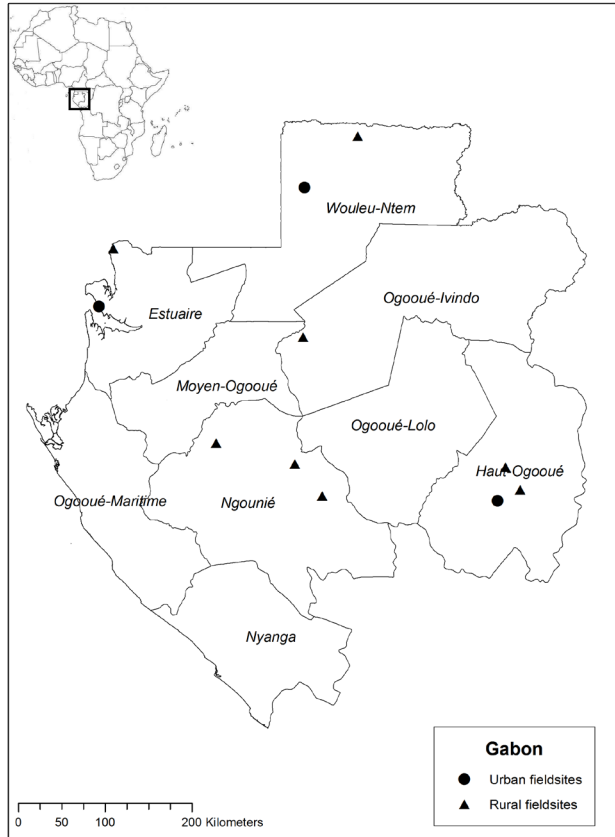 Wouleu-Ntem
Ogooué-Ivindo
Estuaire
Moyen-Ogooué
Ogooué-Lolo
Haut-Ogooué
Ogooué-Maritime
Ngounié
Nyanga
Gabon
Urban fieldsites
Rural fieldsites
0 50 100 200 Kilometers